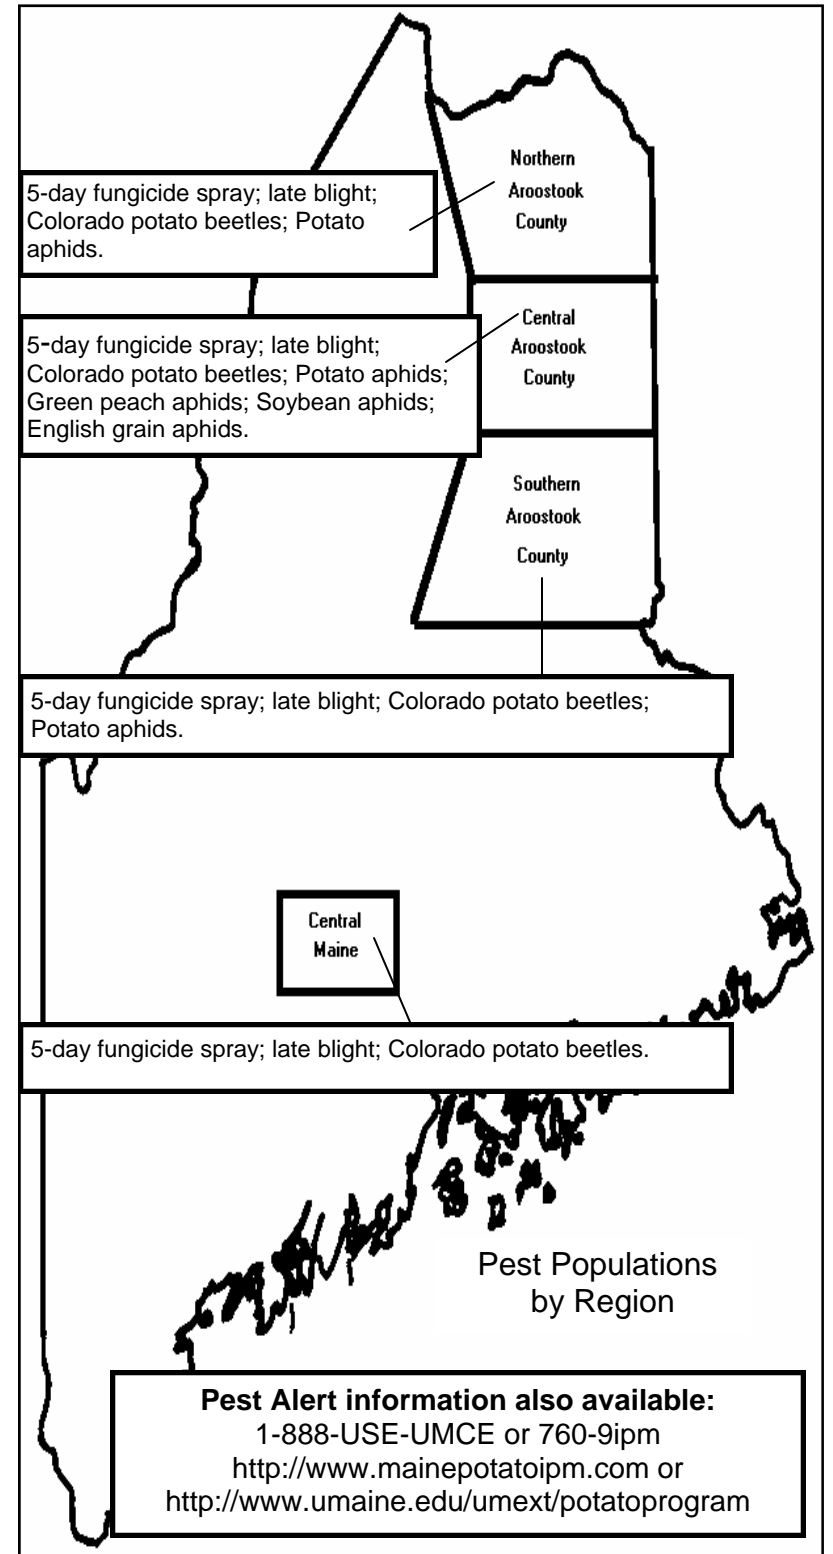 Northern
Aroostook
County
5-day fungicide spray; late blight;
Colorado potato beetles; Potato
aphids.
Central
Aroostook
County
5-day fungicide spray; late blight;
Colorado potato beetles; Potato aphids;
Green peach aphids; Soybean aphids;
English grain aphids.
Southern
Aroostook
County
5-day fungicide spray; late blight; Colorado potato beetles;
Potato aphids.
Central
Maine
5-day fungicide spray; late blight; Colorado potato beetles.
Pest Populations
by Region
Pest Alert information also available:
1-888-USE-UMCE or 760-9ipm
http://www.mainepotatoipm.com or
http://www.umaine.edu/umext/potatoprogram